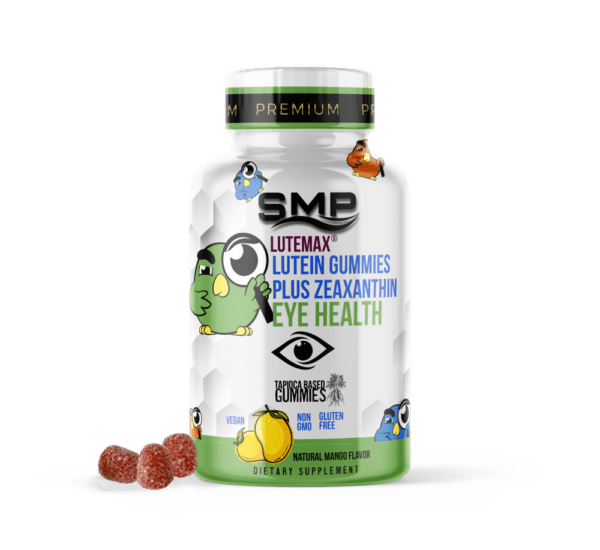 M PREMIUM P
SMP
LUTEMAX®
LUTEIN GUMMIES
PLUS ZEAXANTHIN
EYE HEALTH
TAPIOCA BASED
GUMMIES
VEGAN
NON
GMO
GLUTEN
FREE
NATURAL MANGO FLAVOR
DIETARY SUPPLEMENT